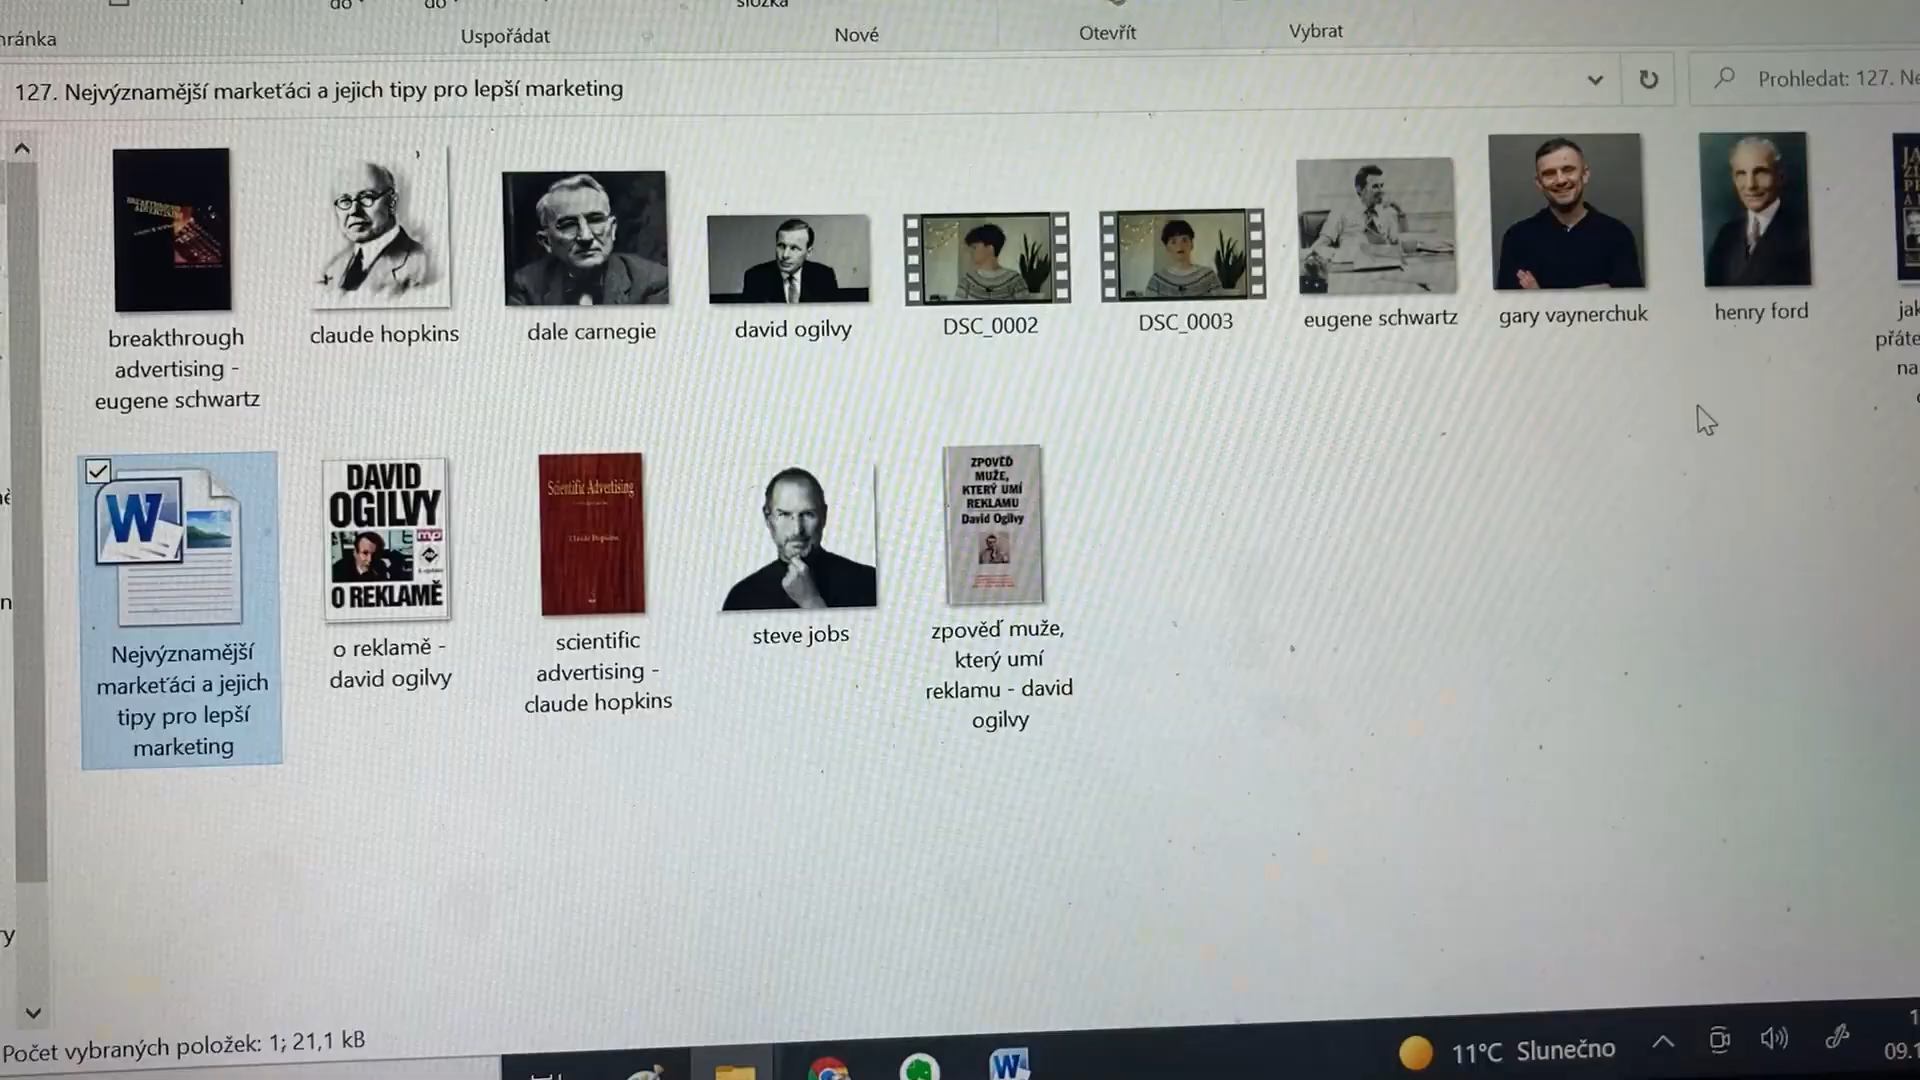 Uspořádat
Nové
Otevřít
Vybrat
127. Nejvýznamější markeťáci a jejich tipy pro lepší marketing
Prohledat: 127. Ne
breakthrough
advertising -
eugene schwartz
claude hopkins
dale carnegie
david ogilvy
DSC_0002
DSC_0003
eugene schwartz
gary vaynerchuk
henry ford
Nejvýznamější
markeťáci a jejich
tipy pro lepší
marketing
DAVID
OGILVY
O REKLAMĚ
o reklamě -
david ogilvy
Scientific Advertising
Claude Hopkins
scientific
advertising -
claude hopkins
steve jobs
ZPOVĚĎ
MUŽE,
KTERÝ UMÍ
REKLAMU
David Ogilvy
zpověď muže,
který umí
reklamu - david
ogilvy
Počet vybraných položek: 1; 21,1 kB
11°C Slunečno